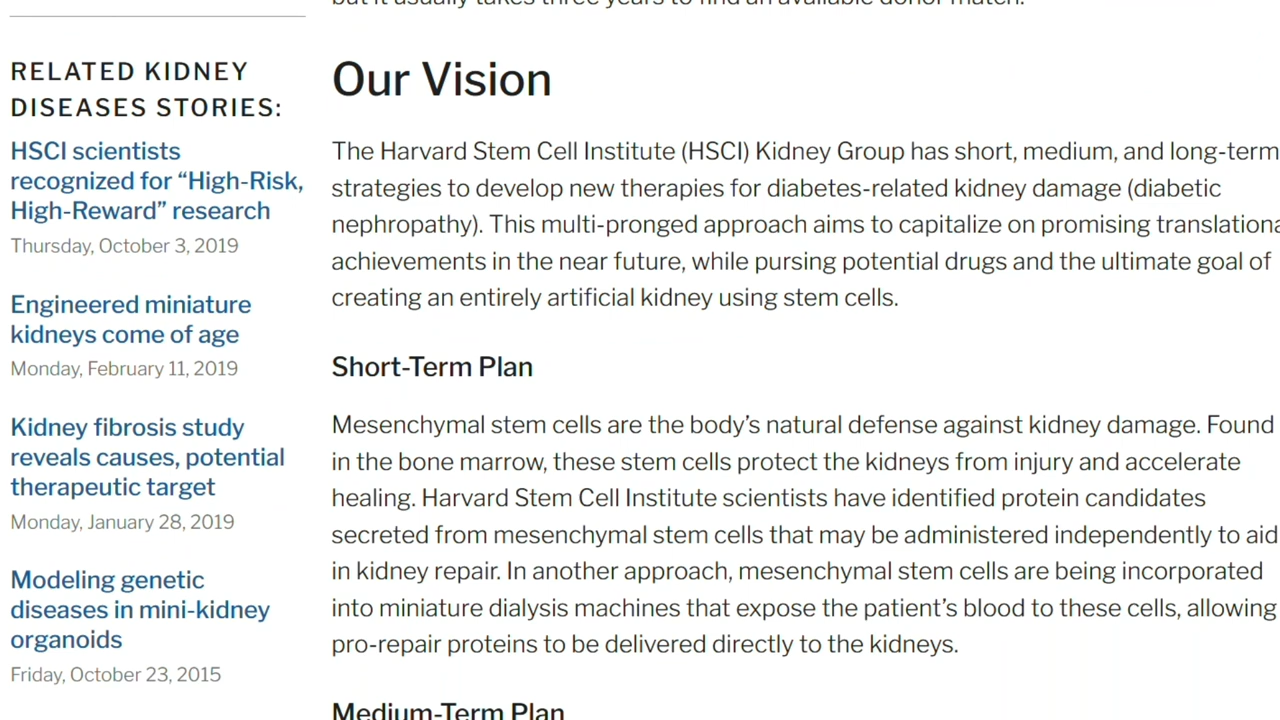 but it usually takes three years to find an available donor match.
RELATED KIDNEY
DISEASES STORIES:
HSCI scientists
recognized for “High-Risk,
High-Reward” research
Thursday, October 3, 2019
Engineered miniature
kidneys come of age
Monday, February 11, 2019
Kidney fibrosis study
reveals causes, potential
therapeutic target
Monday, January 28, 2019
Modeling genetic
diseases in mini-kidney
organoids
Friday, October 23, 2015
Our Vision
The Harvard Stem Cell Institute (HSCI) Kidney Group has short, medium, and long-term
strategies to develop new therapies for diabetes-related kidney damage (diabetic
nephropathy). This multi-pronged approach aims to capitalize on promising translationa
achievements in the near future, while pursing potential drugs and the ultimate goal of
creating an entirely artificial kidney using stem cells.
Short-Term Plan
Mesenchymal stem cells are the body’s natural defense against kidney damage. Found
in the bone marrow, these stem cells protect the kidneys from injury and accelerate
healing. Harvard Stem Cell Institute scientists have identified protein candidates
secreted from mesenchymal stem cells that may be administered independently to aid
in kidney repair. In another approach, mesenchymal stem cells are being incorporated
into miniature dialysis machines that expose the patient’s blood to these cells, allowing
pro-repair proteins to be delivered directly to the kidneys.
Medium-Term Plan